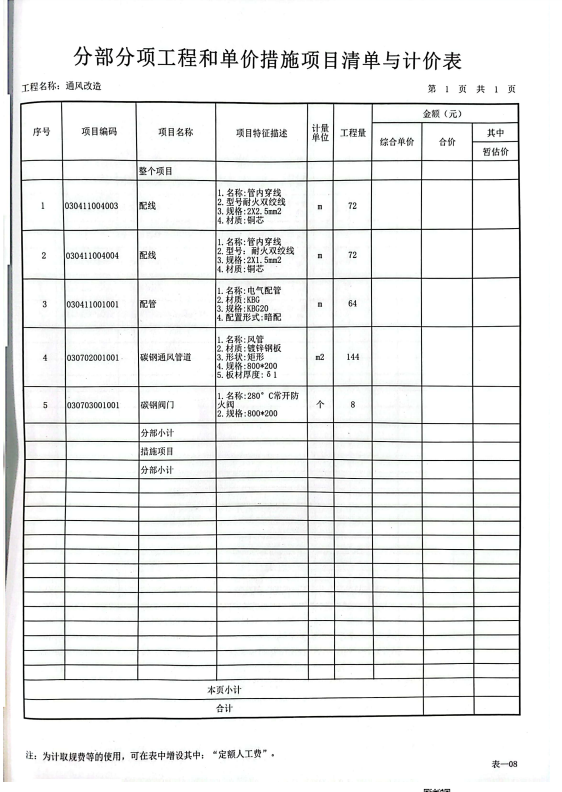 分部分项工程和单价措施项目清单与计价表
工程名称：通风改造
第 1 页 共 1 页
序号 项目编码 项目名称 项目特征描述 计量单位 工程量 金额（元）
综合单价 合价 其中
暂估价
整个项目
1 030411004003 配线 1.名称:管内穿线 m 72
2.型号耐火双绞线
3.规格:2X2.5mm2
4.材质:铜芯
2 030411004004 配线 1.名称:管内穿线 m 72
2.型号：耐火双绞线
3.规格:2X1.5mm2
4.材质:铜芯
3 030411001001 配管 1.名称:电气配管 m 64
2.材质:KBG
3.规格:KBG20
4.配置形式:暗配
4 030702001001 碳钢通风管道 1.名称:风管 m2 144
2.材质:镀锌钢板
3.形状:矩形
4.规格:800*200
5.板材厚度:δ1
5 030703001001 碳钢阀门 1.名称:280°C常开防 个 8
火阀
2.规格:800*200
分部小计
措施项目
分部小计
本页小计
合计
注：为计取规费等的使用，可在表中增设其中：“定额人工费”。
表—08